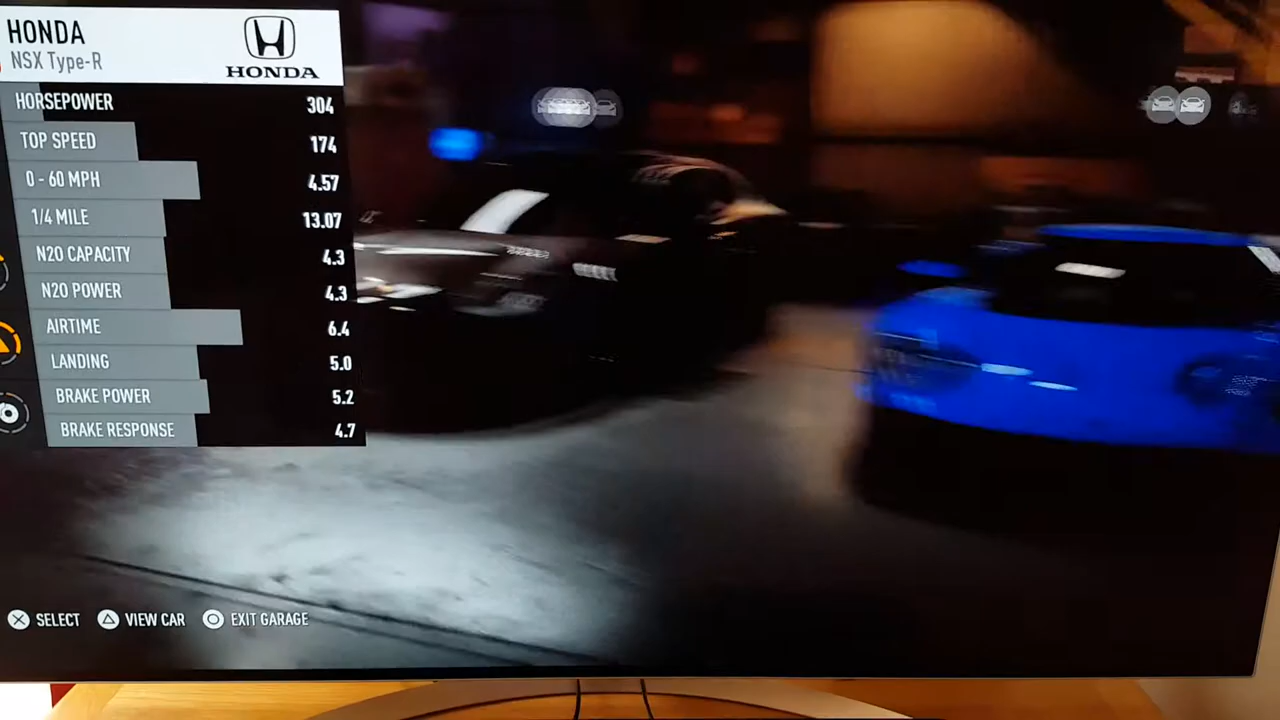 HONDA
NSX Type-R
HONDA
HORSEPOWER 304
TOP SPEED 174
0 - 60 MPH 4.57
1/4 MILE 13.07
N20 CAPACITY 4.3
N20 POWER 4.3
AIRTIME 6.4
LANDING 5.0
BRAKE POWER 5.2
BRAKE RESPONSE 4.7
SELECT VIEW CAR EXIT GARAGE